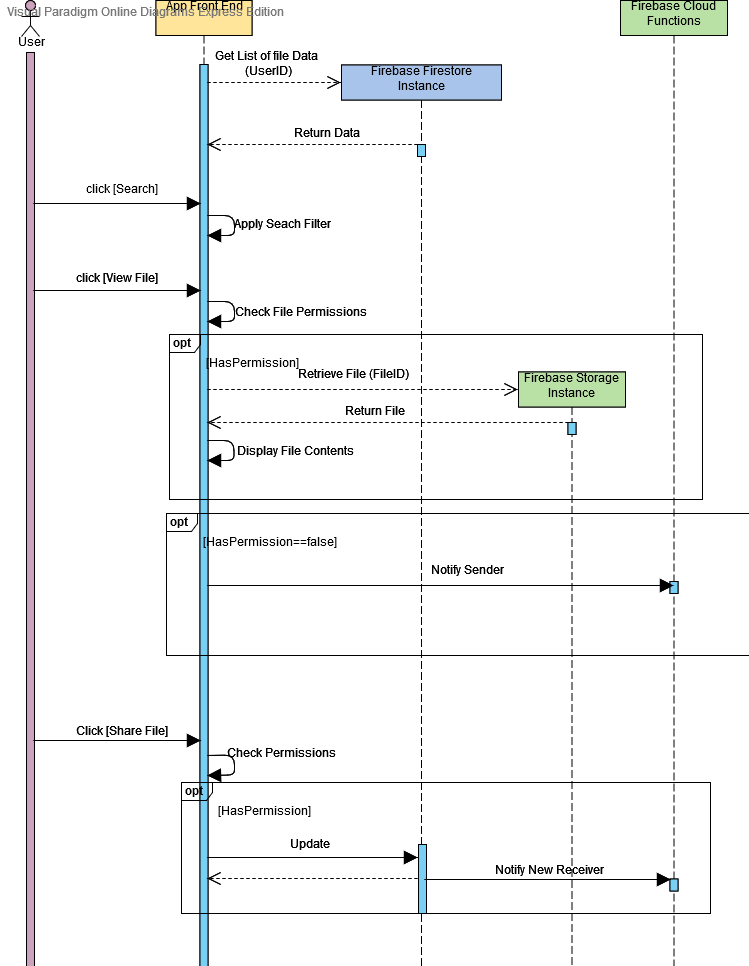 Visual Paradigm Online Diagrams Express Edition
App Front End
Firebase Cloud
Functions
User
Get List of file Data
(UserID)
Firebase Firestore
Instance
Return Data
click [Search]
Apply Seach Filter
click [View File]
Check File Permissions
opt
[HasPermission]
Retrieve File (FileID)
Firebase Storage
Instance
Return File
Display File Contents
opt
[HasPermission==false]
Notify Sender
Click [Share File]
Check Permissions
opt
[HasPermission]
Update
Notify New Receiver